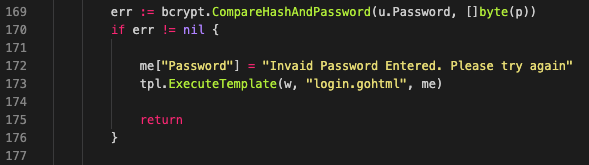 169 err := bcrypt.CompareHashAndPassword(u.Password, []byte(p))
170 if err != nil {
171
172 me["Password"] = "Invaid Password Entered. Please try again"
173 tpl.ExecuteTemplate(w, "login.gohtml", me)
174
175 return
176 }
177